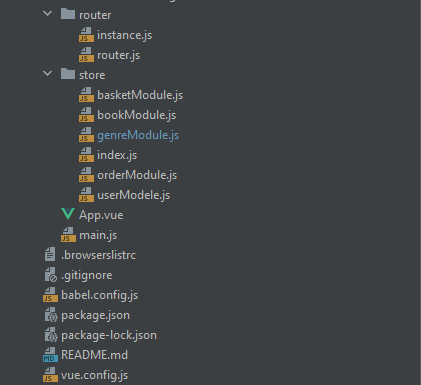 router
instance.js
router.js
store
basketModule.js
bookModule.js
genreModule.js
index.js
orderModule.js
userModele.js
App.vue
main.js
.browserslistrc
.gitignore
babel.config.js
package.json
package-lock.json
README.md
vue.config.js